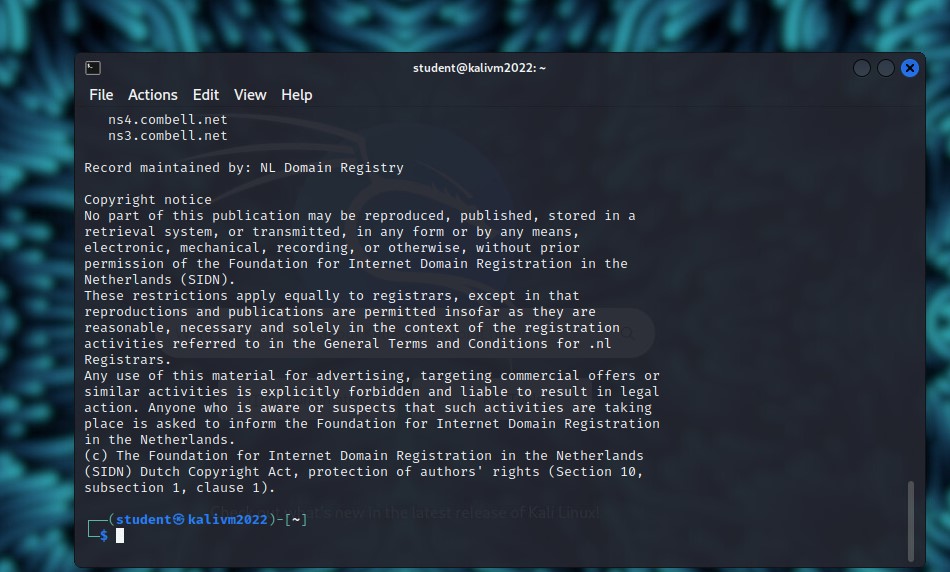 student@kalivm2022: ~
File Actions Edit View Help
ns4.combell.net
ns3.combell.net
Record maintained by: NL Domain Registry
Copyright notice
No part of this publication may be reproduced, published, stored in a
retrieval system, or transmitted, in any form or by any means,
electronic, mechanical, recording, or otherwise, without prior
permission of the Foundation for Internet Domain Registration in the
Netherlands (SIDN).
These restrictions apply equally to registrars, except in that
reproductions and publications are permitted insofar as they are
reasonable, necessary and solely in the context of the registration
activities referred to in the General Terms and Conditions for .nl
Registrars.
Any use of this material for advertising, targeting commercial offers or
similar activities is explicitly forbidden and liable to result in legal
action. Anyone who is aware or suspects that such activities are taking
place is asked to inform the Foundation for Internet Domain Registration
in the Netherlands.
(c) The Foundation for Internet Domain Registration in the Netherlands
(SIDN) Dutch Copyright Act, protection of authors' rights (Section 10,
subsection 1, clause 1).
┌──(student㉿kalivm2022)-[~]
└─$
what's new in the latest release of Kali Linux!